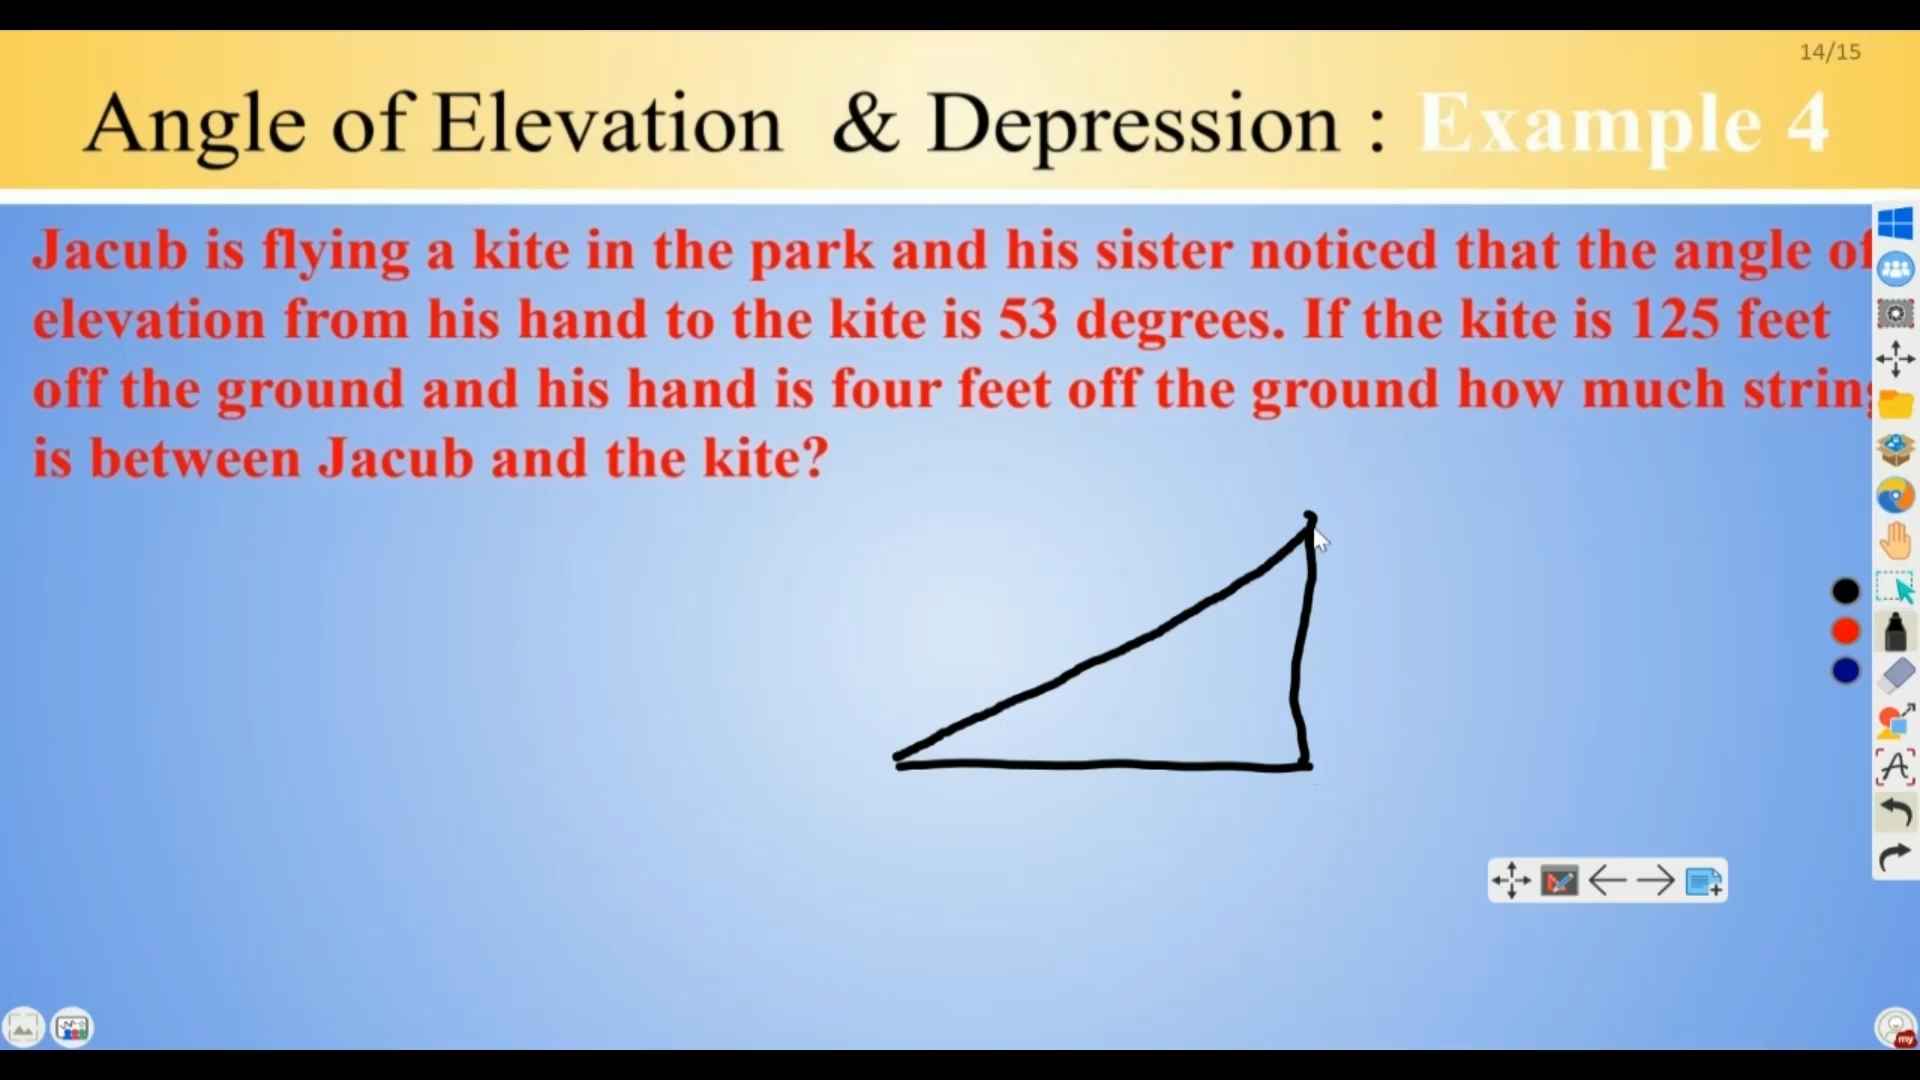 14/15
Angle of Elevation & Depression : Example 4
Jacub is flying a kite in the park and his sister noticed that the angle of
elevation from his hand to the kite is 53 degrees. If the kite is 125 feet
off the ground and his hand is four feet off the ground how much string
is between Jacub and the kite?
A
my